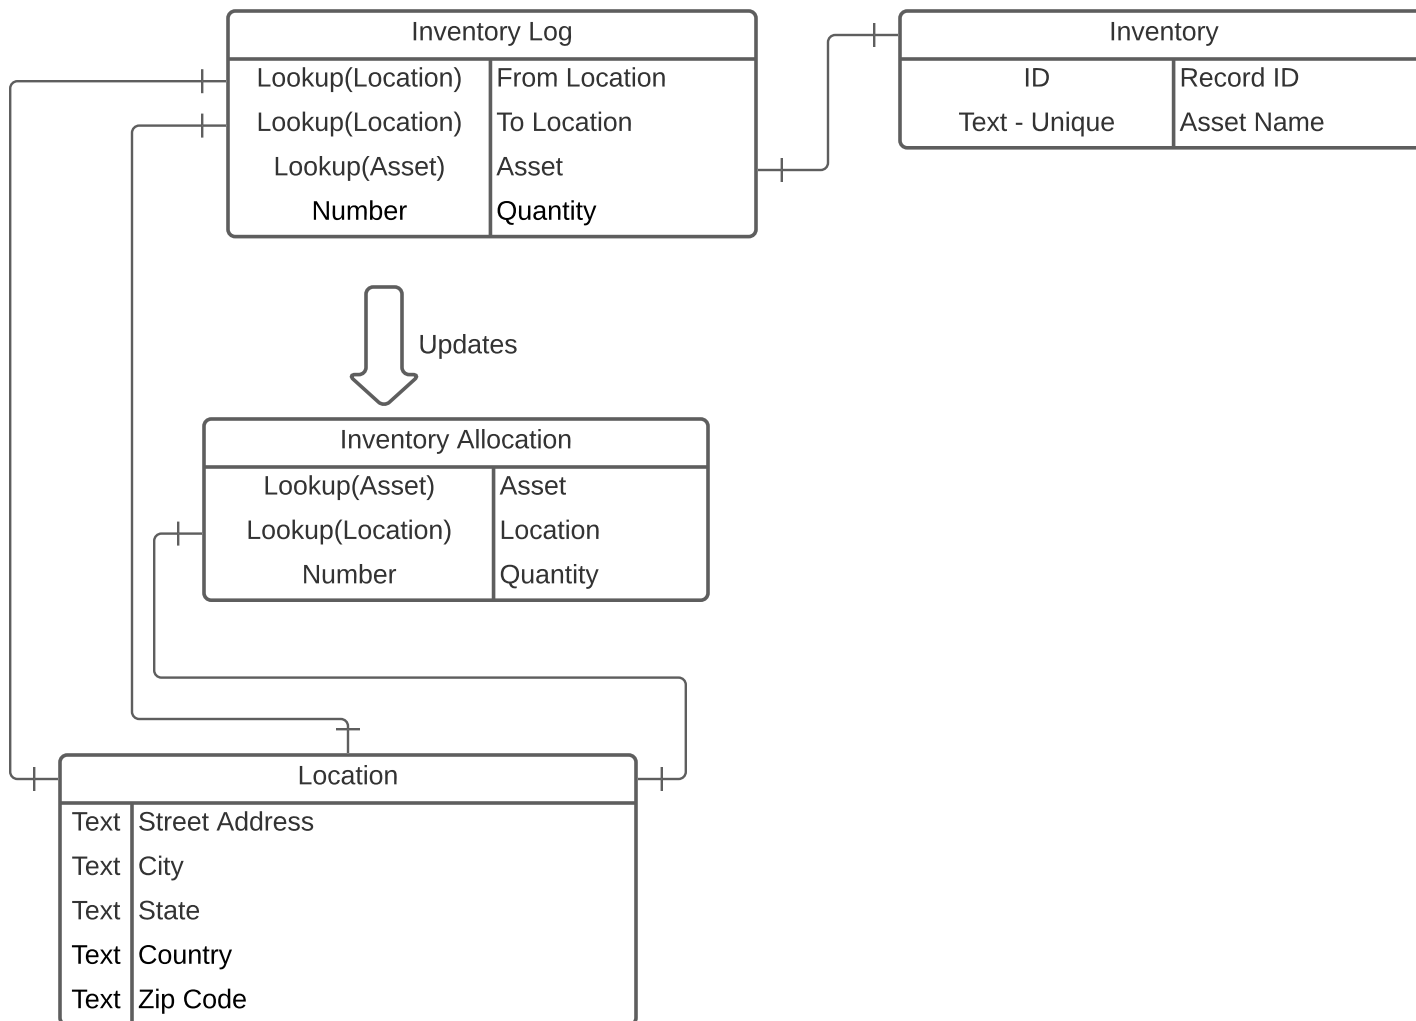 Inventory Log
Lookup(Location) From Location
Lookup(Location) To Location
Lookup(Asset) Asset
Number Quantity
Inventory
ID Record ID
Text - Unique Asset Name
Updates
Inventory Allocation
Lookup(Asset) Asset
Lookup(Location) Location
Number Quantity
Location
Text Street Address
Text City
Text State
Text Country
Text Zip Code